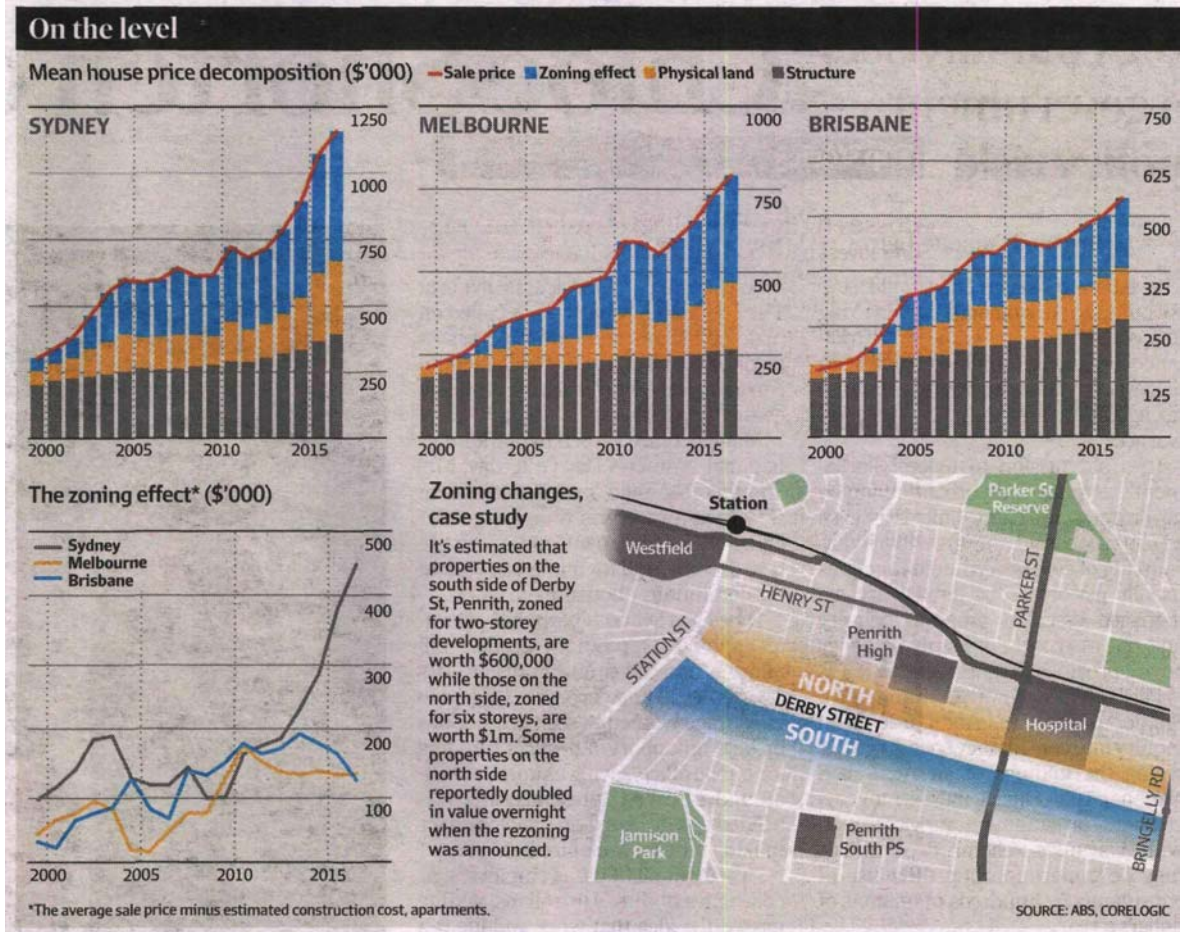 On the level
Mean house price decomposition ($'000) Sale price Zoning effect Physical land Structure
SYDNEY
1250
1000
750
500
250
2000 2005 2010 2015
MELBOURNE
1000
750
500
250
2000 2005 2010 2015
BRISBANE
750
625
500
325
250
125
2000 2005 2010 2015
The zoning effect* ($'000)
Sydney
Melbourne
Brisbane
500
400
300
200
100
2000 2005 2010 2015
Zoning changes,
case study
It's estimated that
properties on the
south side of Derby
St, Penrith, zoned
for two-storey
developments, are
worth $600,000
while those on the
north side, zoned
for six storeys, are
worth $1m. Some
properties on the
north side
reportedly doubled
in value overnight
when the rezoning
was announced.
Station
Westfield
HENRY ST
STATION ST
Parker St
Reserve
PARKER ST
Penrith
High
NORTH
DERBY STREET
SOUTH
Hospital
Jamison
Park
Penrith
South PS
BRINGELLY RD
*The average sale price minus estimated construction cost, apartments.
SOURCE: ABS, CORELOGIC